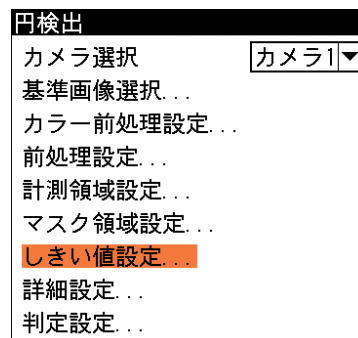 円検出
カメラ選択 カメラ1▼
基準画像選択...
カラー前処理設定...
前処理設定...
計測領域設定...
マスク領域設定...
しきい値設定...
詳細設定...
判定設定...